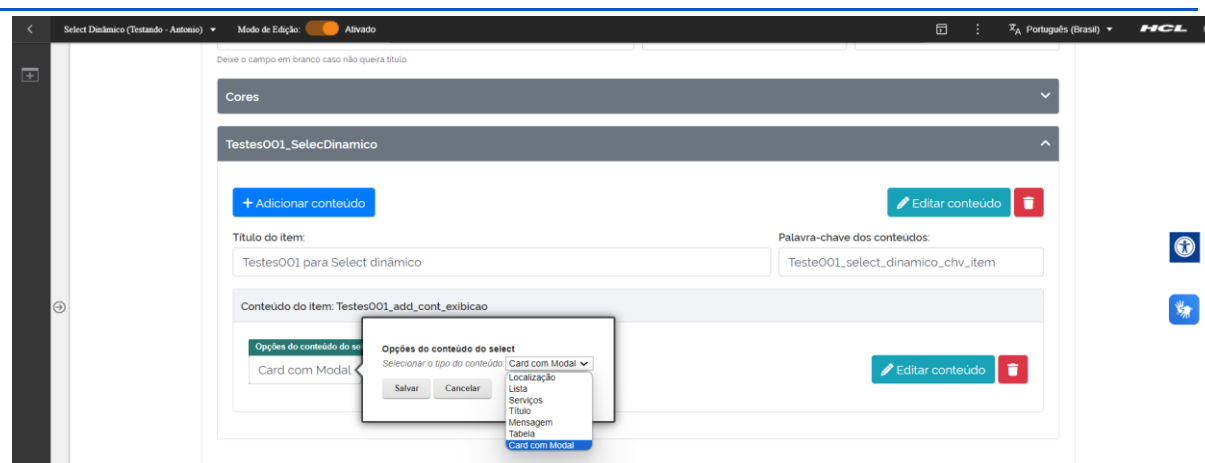 Select Dinâmico (Testando - Antonio) Modo de Edição: Ativado Português (Brasil) HCL
Deixe o campo em branco caso não queira título.
Cores
Testes001_SelecDinamico
+ Adicionar conteúdo Editar conteúdo
Título do item: Palavra-chave dos conteúdos:
Testes001 para Select dinâmico Teste001_select_dinamico_chv_item
Conteúdo do item: Testes001_add_cont_exibicao
Opções do conteúdo do se
Card com Modal
Opções do conteúdo do select
Selecionar o tipo do conteúdo: Card com Modal
Salvar Cancelar
Localização
Lista
Serviços
Título
Mensagem
Tabela
Card com Modal
Editar conteúdo